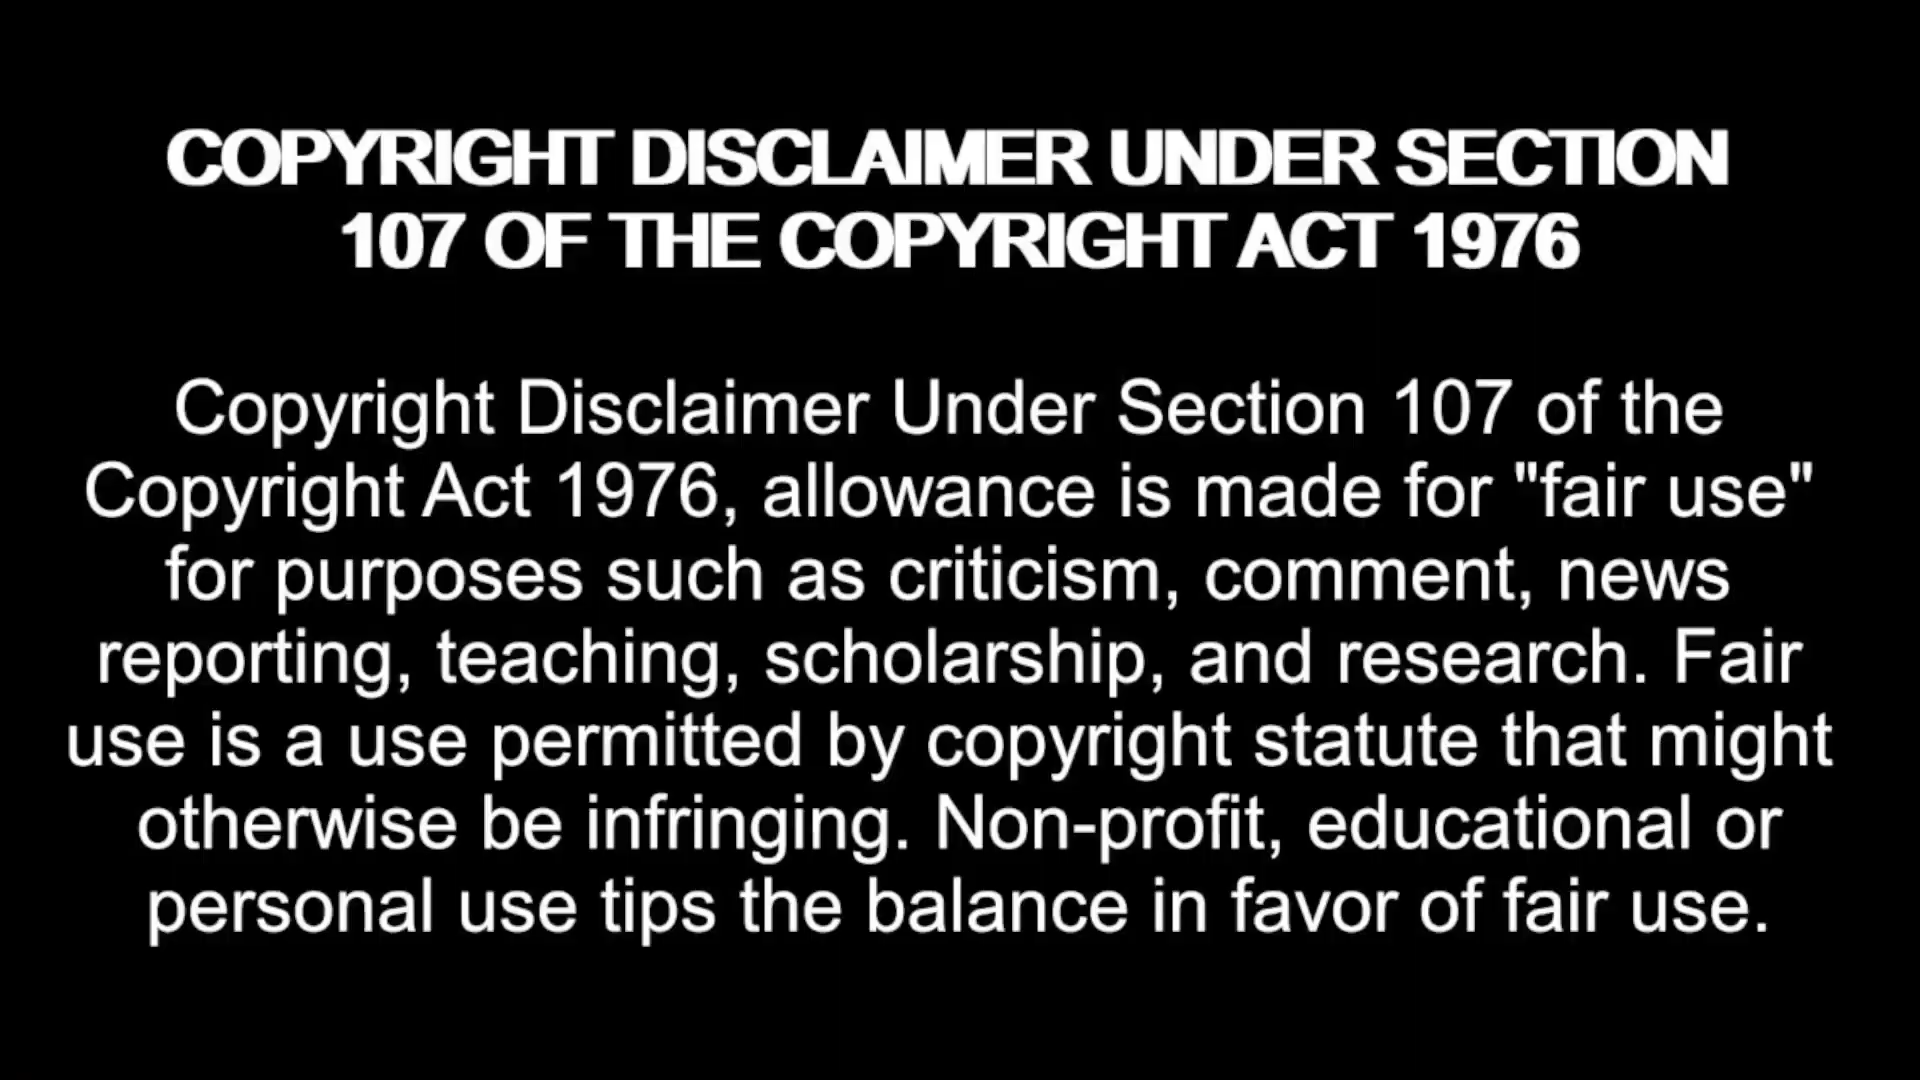 COPYRIGHT DISCLAIMER UNDER SECTION
107 OF THE COPYRIGHT ACT 1976
Copyright Disclaimer Under Section 107 of the
Copyright Act 1976, allowance is made for "fair use"
for purposes such as criticism, comment, news
reporting, teaching, scholarship, and research. Fair
use is a use permitted by copyright statute that might
otherwise be infringing. Non-profit, educational or
personal use tips the balance in favor of fair use.